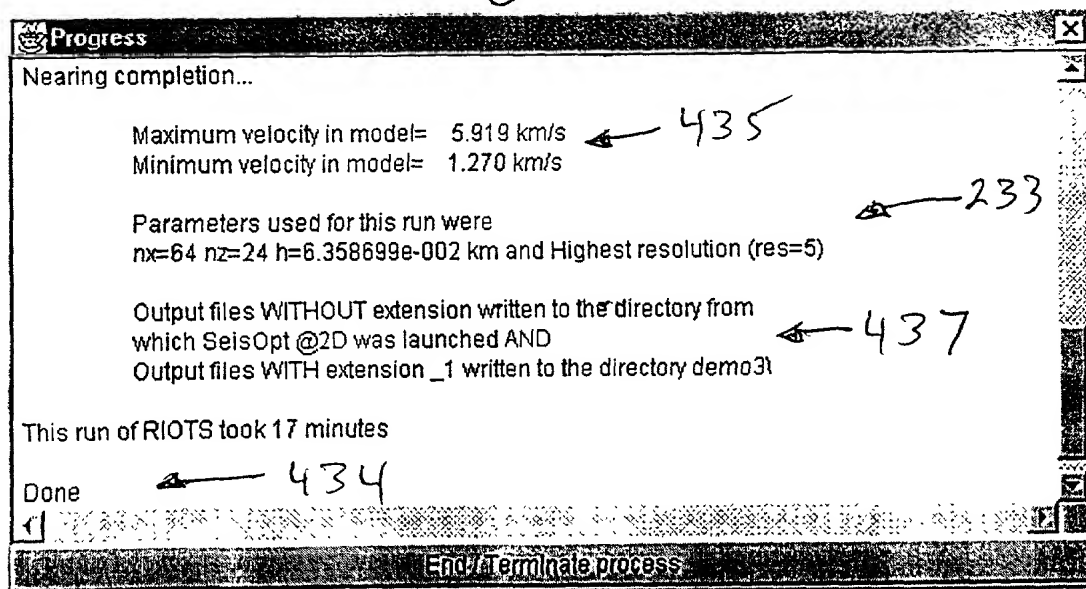 Progress
Nearing completion...
Maximum velocity in model= 5.919 km/s
435
Minimum velocity in model= 1.270 km/s
233
Parameters used for this run were
nx=64 nz=24 h=6.358699e-002 km and Highest resolution (res=5)
Output files WITHOUT extension written to the directory from
which SeisOpt @2D was launched AND
437
Output files WITH extension _1 written to the directory demo3\
This run of RIOTS took 17 minutes
Done
434
End / Terminate process